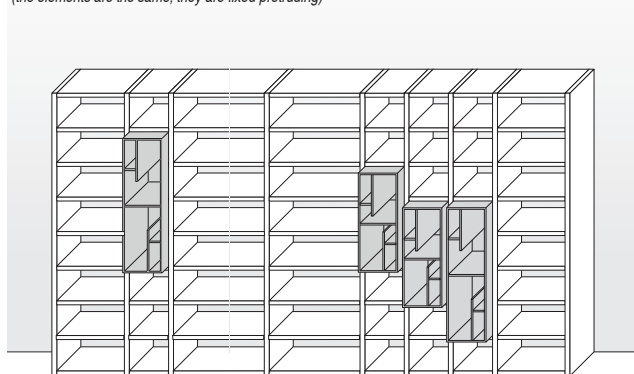 (the elements are the same, they are fixed protruding)